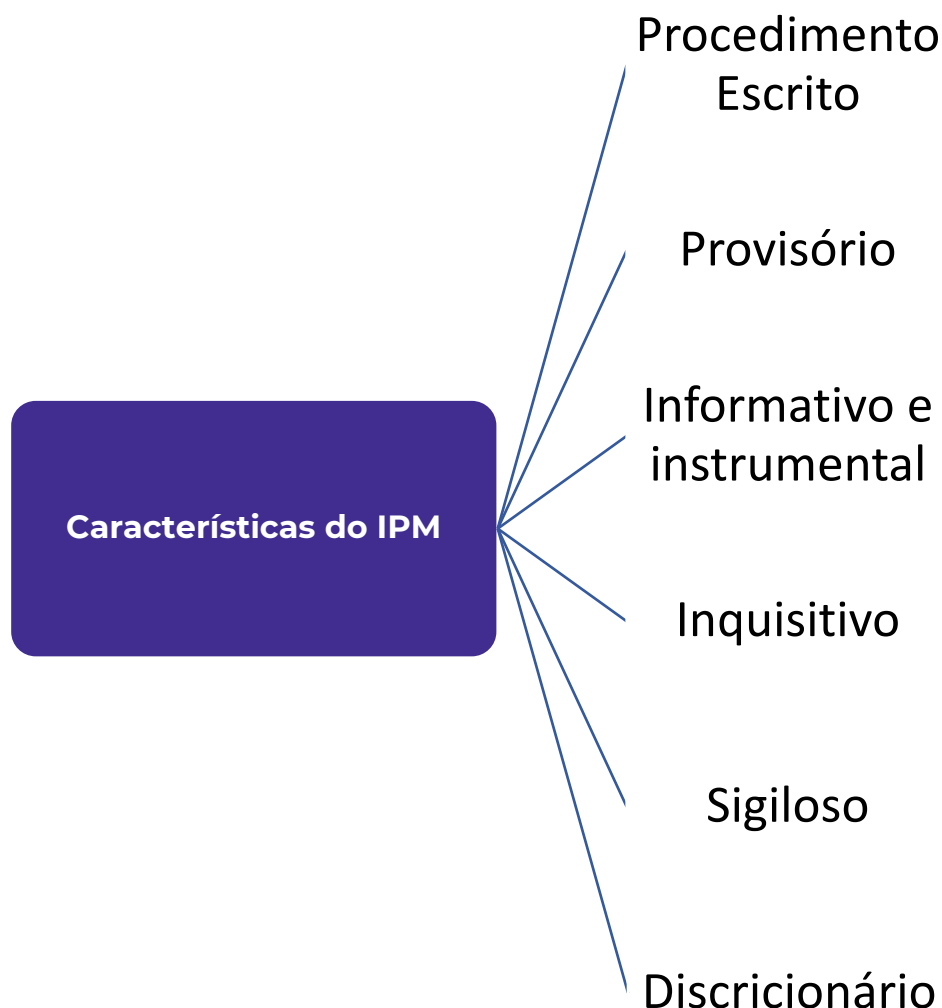 Procedimento
Escrito
Provisório
Informativo e
instrumental
Características do IPM
Inquisitivo
Sigiloso
Discricionário